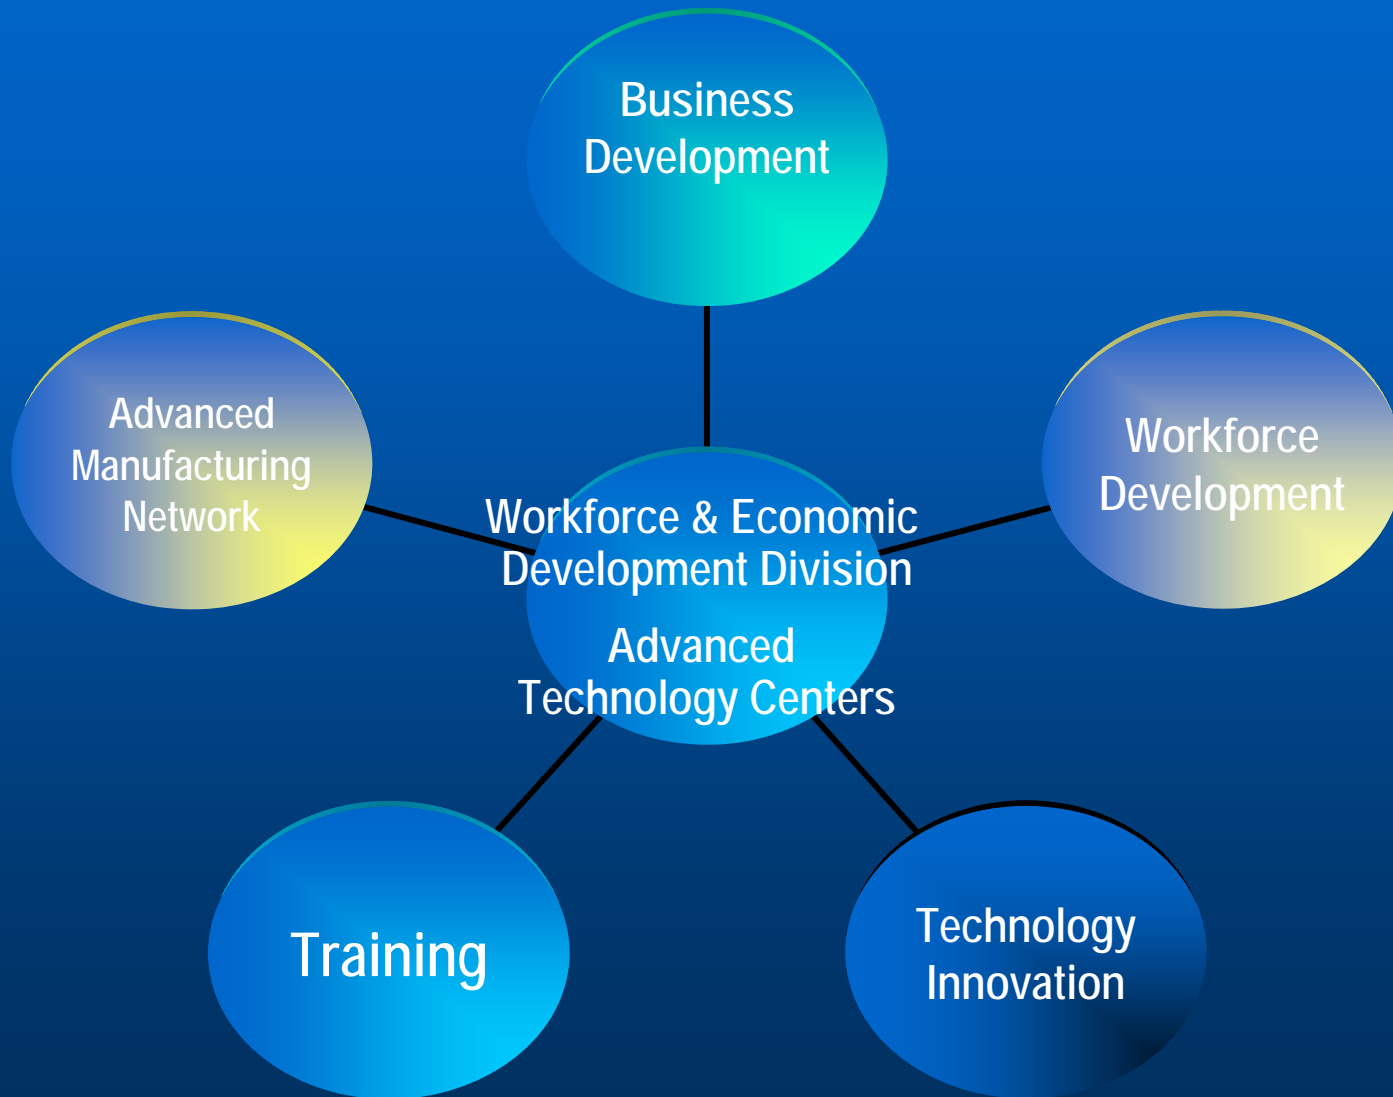 Business
Development
Advanced
Manufacturing
Network
Workforce
Development
Workforce & Economic
Development Division
Advanced
Technology Centers
Training
Technology
Innovation